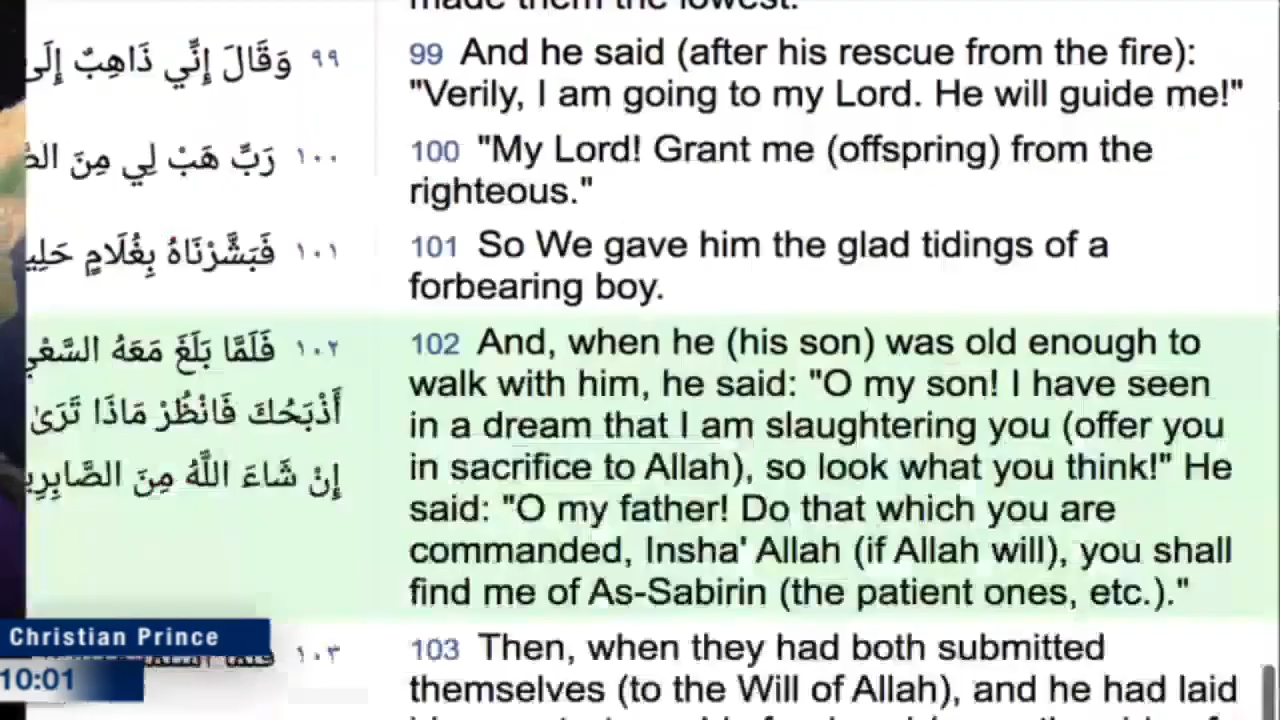 made them the lowest.
وَقَالَ إِنِّي ذَاهِبٌ إِلَى ٩٩
99 And he said (after his rescue from the fire):
"Verily, I am going to my Lord. He will guide me!"
رَبِّ هَبْ لِي مِنَ ١٠٠
100 "My Lord! Grant me (offspring) from the
righteous."
فَبَشَّرْنَاهُ بِغُلَامٍ ١٠١
101 So We gave him the glad tidings of a
forbearing boy.
فَلَمَّا بَلَغَ مَعَهُ ١٠٢
أَذْبَحُكَ فَانْظُرْ مَاذَا تَرَىٰ
إِنْ شَاءَ اللَّهُ مِنَ
102 And, when he (his son) was old enough to
walk with him, he said: "O my son! I have seen
in a dream that I am slaughtering you (offer you
in sacrifice to Allah), so look what you think!" He
said: "O my father! Do that which you are
commanded, Insha' Allah (if Allah will), you shall
find me of As-Sabirin (the patient ones, etc.)."
١٠٣
103 Then, when they had both submitted
themselves (to the Will of Allah), and he had laid
Christian Prince
10:01